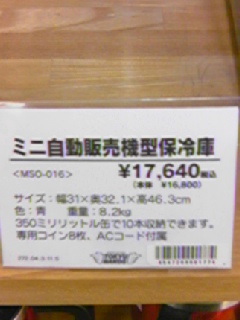 ミニ自動販売機型保冷庫
<MSO-016> ¥17,640税込
(本体 ¥16,800)
サイズ:幅31×奥32.1×高46.3cm
色:青 重量:8.2kg
350ミリリットル缶で10本収納できます。
専用コイン8枚、ACコード付属